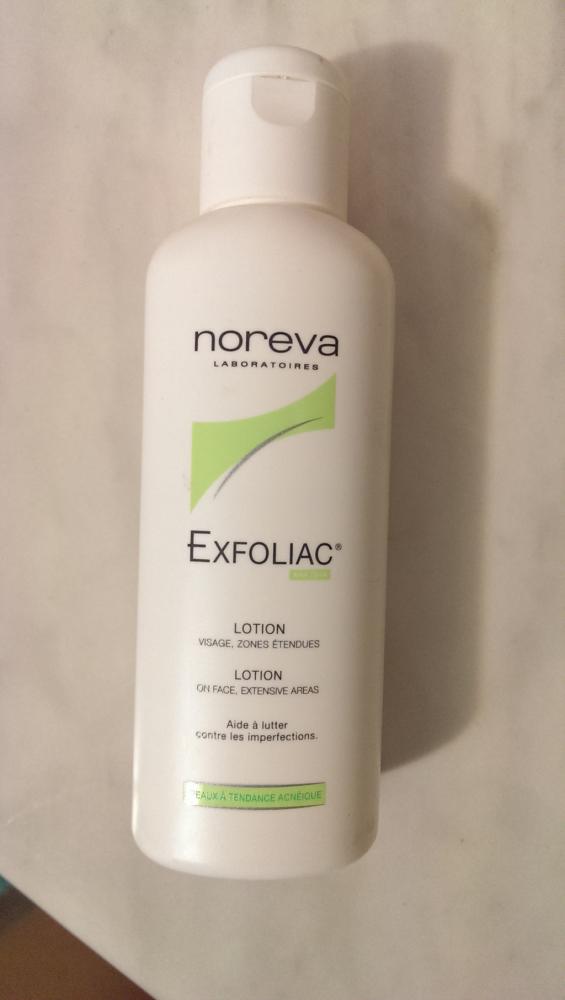 noreva
LABORATOIRES
EXFOLIAC®
LOTION
VISAGE, ZONES ÉTENDUES
LOTION
ON FACE, EXTENSIVE AREAS
Aide à lutter
contre les imperfections.
PEAUX À TENDANCE ACNÉIQUE